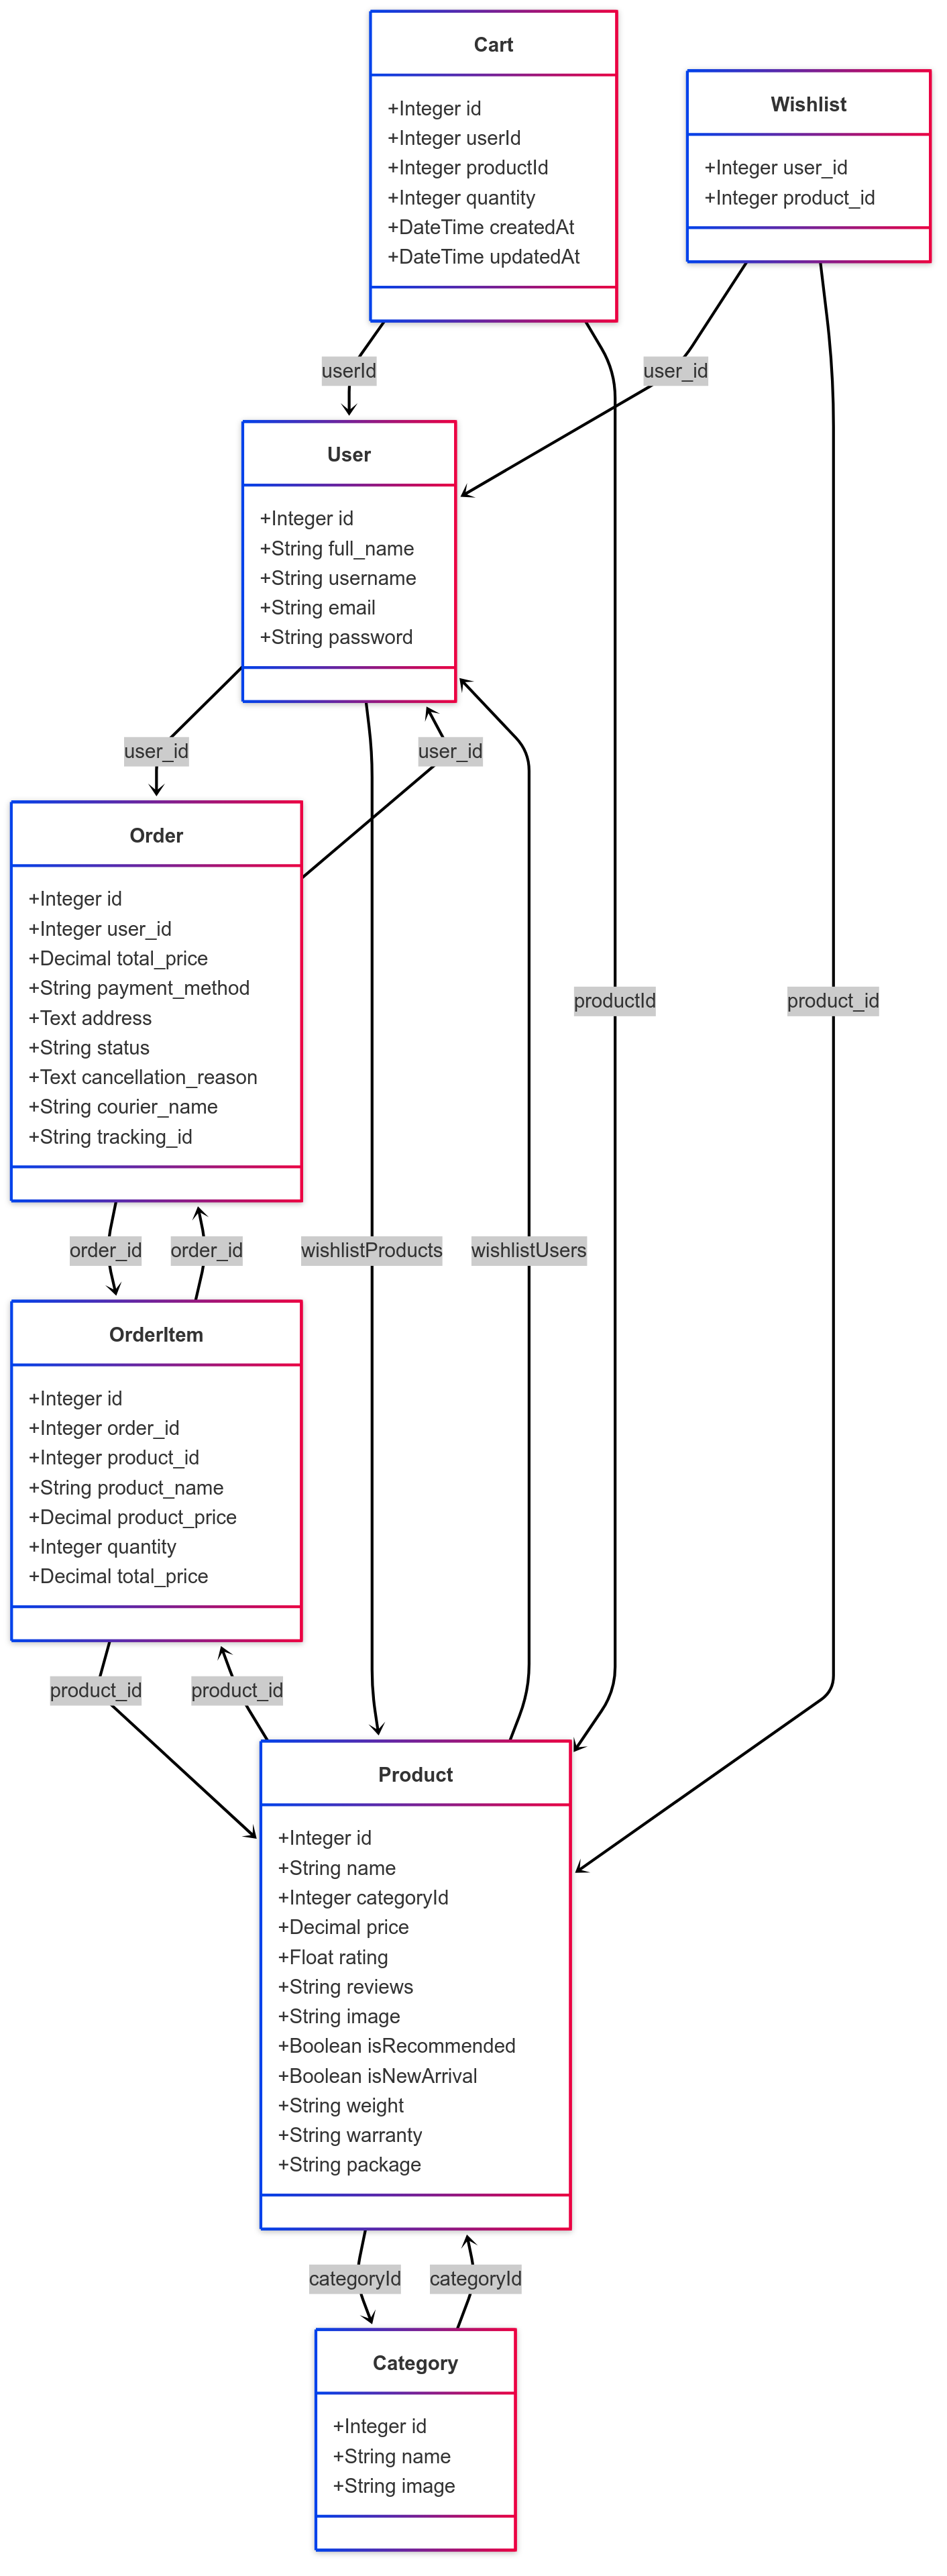 Cart
+Integer id
+Integer userId
+Integer productId
+Integer quantity
+DateTime createdAt
+DateTime updatedAt
Wishlist
+Integer user_id
+Integer product_id
userId
user_id
User
+Integer id
+String full_name
+String username
+String email
+String password
user_id
user_id
Order
+Integer id
+Integer user_id
+Decimal total_price
+String payment_method
+Text address
+String status
+Text cancellation_reason
+String courier_name
+String tracking_id
productId
product_id
order_id
order_id
wishlistProducts
wishlistUsers
OrderItem
+Integer id
+Integer order_id
+Integer product_id
+String product_name
+Decimal product_price
+Integer quantity
+Decimal total_price
product_id
product_id
Product
+Integer id
+String name
+Integer categoryId
+Decimal price
+Float rating
+String reviews
+String image
+Boolean isRecommended
+Boolean isNewArrival
+String weight
+String warranty
+String package
categoryId
categoryId
Category
+Integer id
+String name
+String image